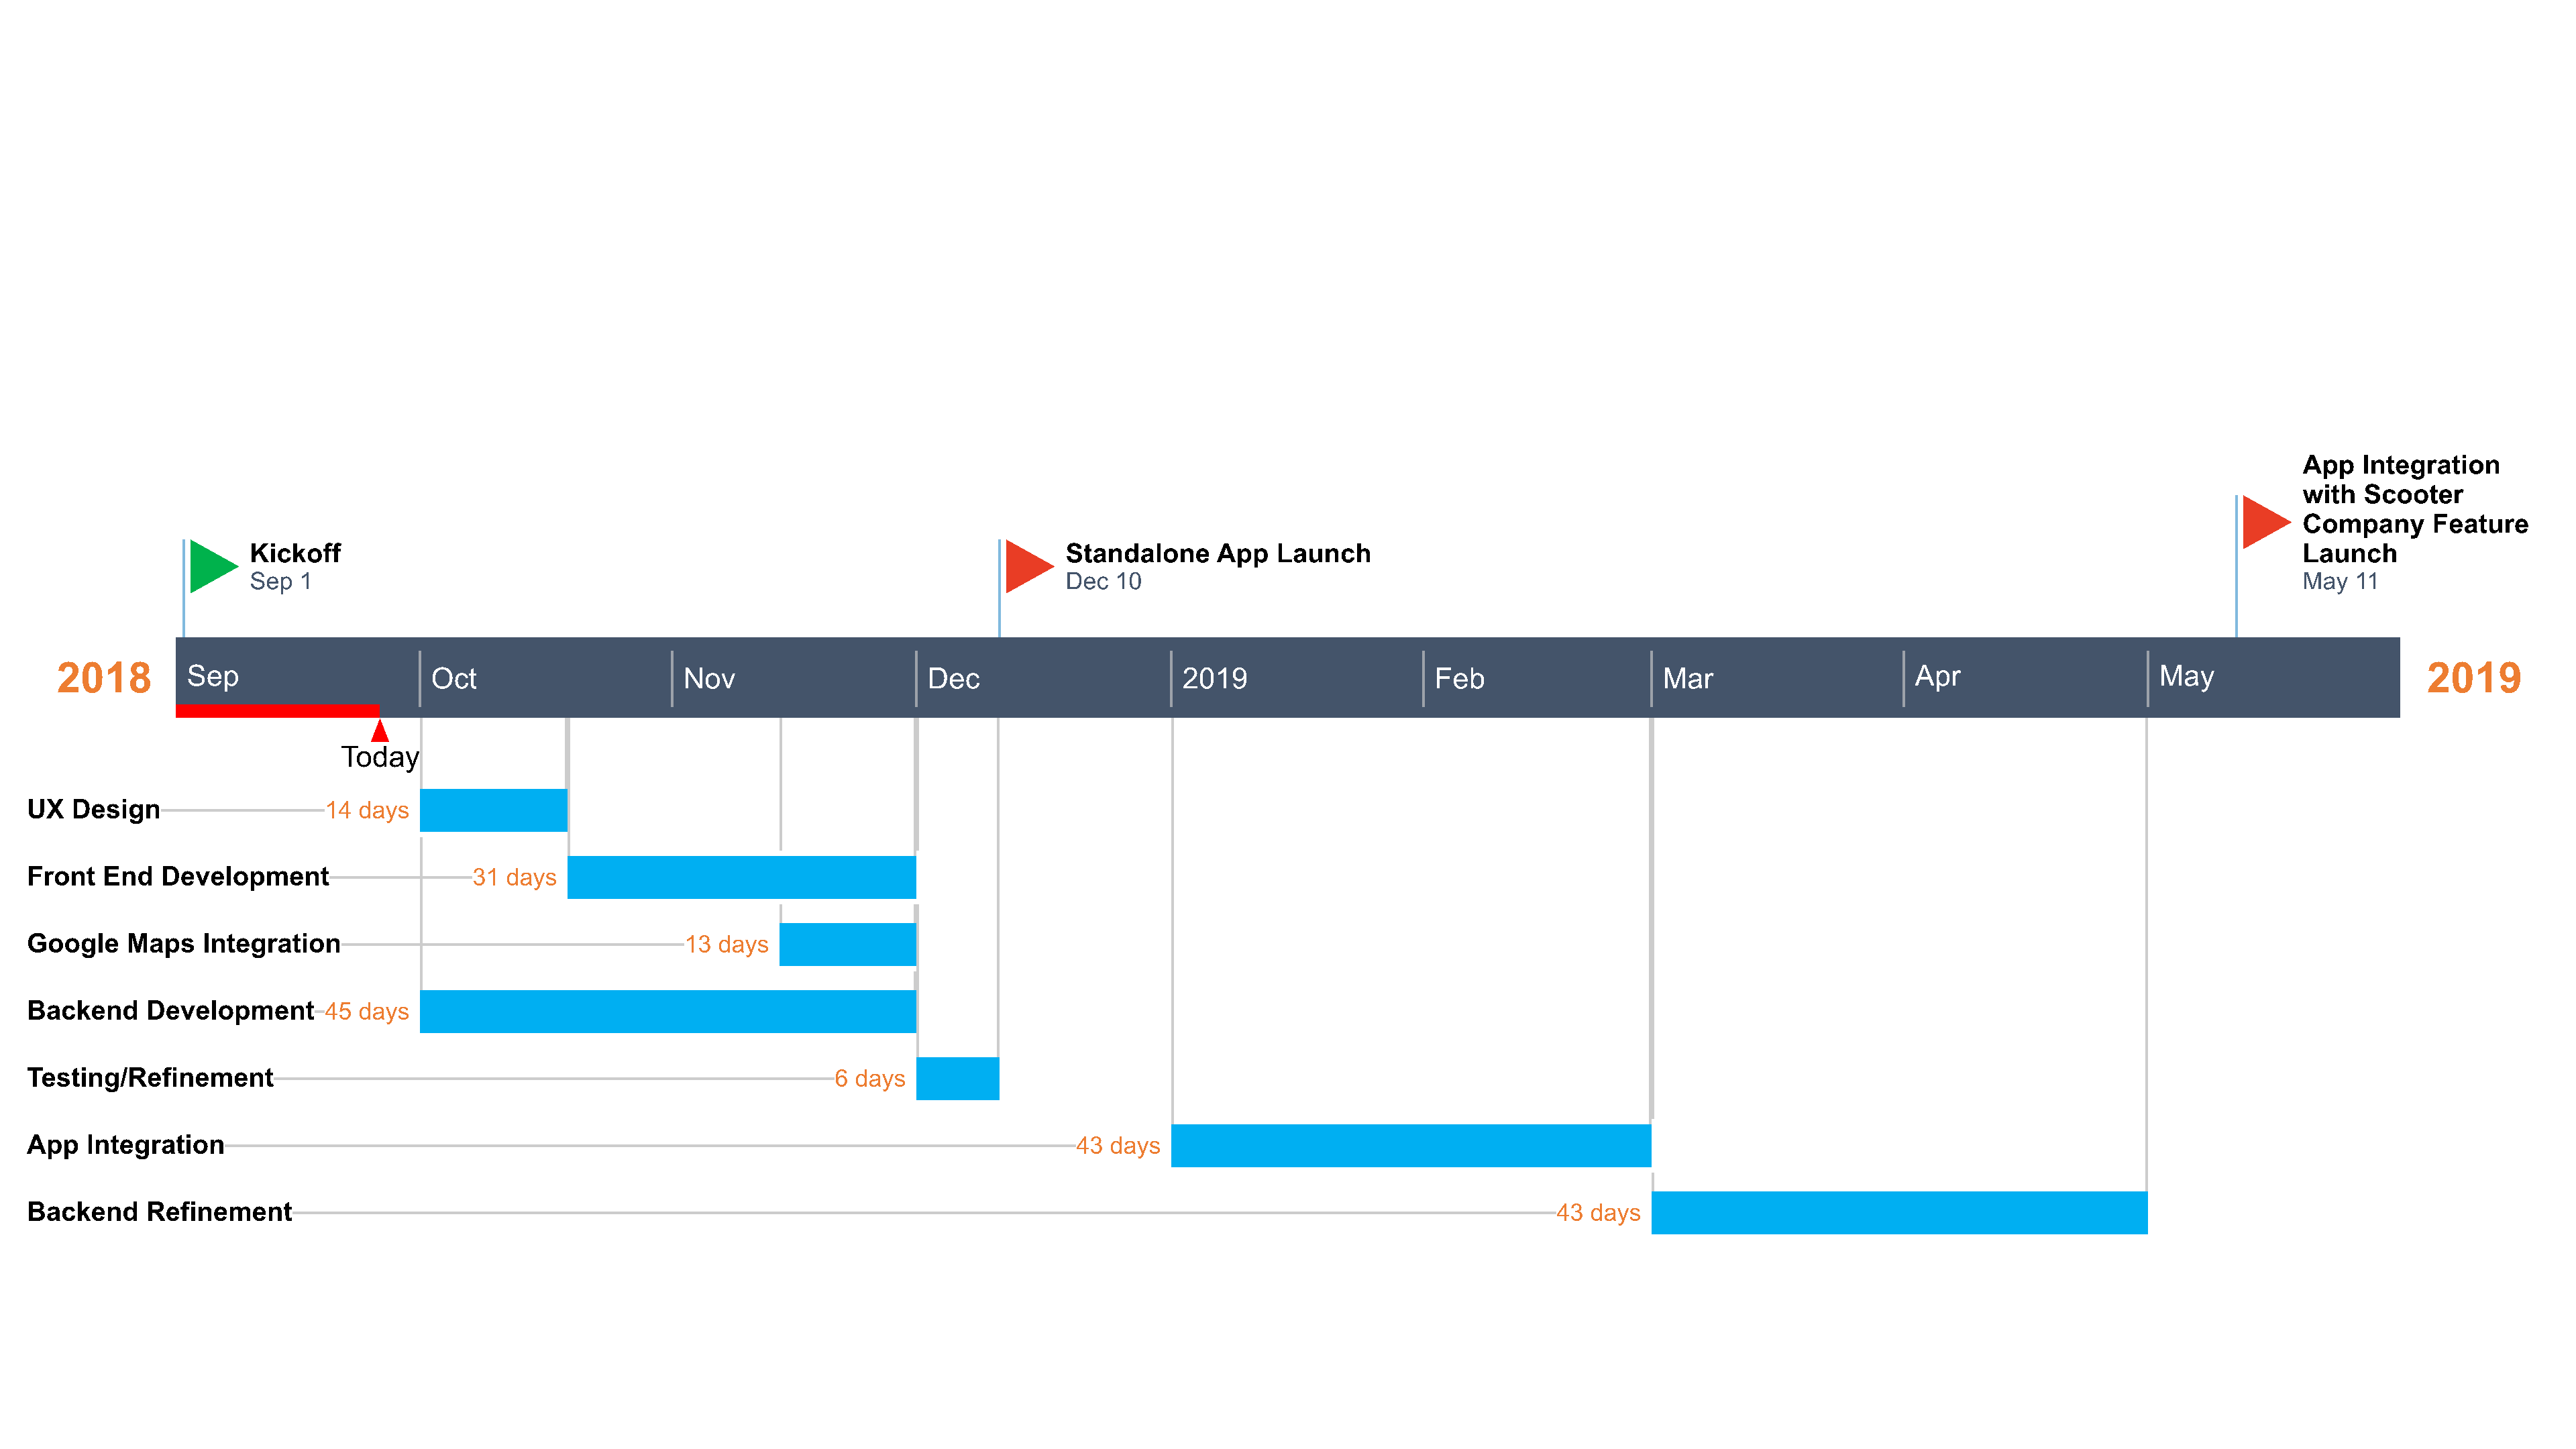 App Integration
with Scooter
Company Feature
Launch
May 11
Kickoff
Sep 1
Standalone App Launch
Dec 10
2018 Sep Oct Nov Dec 2019 Feb Mar Apr May 2019
Today
UX Design 14 days
Front End Development 31 days
Google Maps Integration 13 days
Backend Development 45 days
Testing/Refinement 6 days
App Integration 43 days
Backend Refinement 43 days